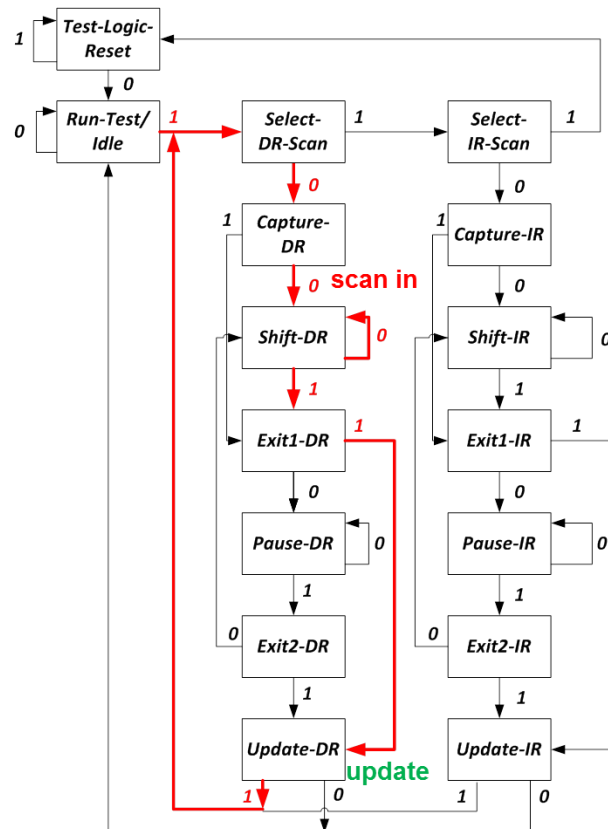 Test-Logic-
Reset
1
0
Run-Test/
Idle
0
1
Select-
DR-Scan
1
Select-
IR-Scan
1
0
0
Capture-
DR
1
Capture-IR
1
0
scan in
0
Shift-DR
0
Shift-IR
0
1
1
Exit1-DR
1
Exit1-IR
1
0
0
Pause-DR
0
Pause-IR
0
1
1
Exit2-DR
0
Exit2-IR
0
1
1
Update-DR
Update-IR
update
1
0
1
0